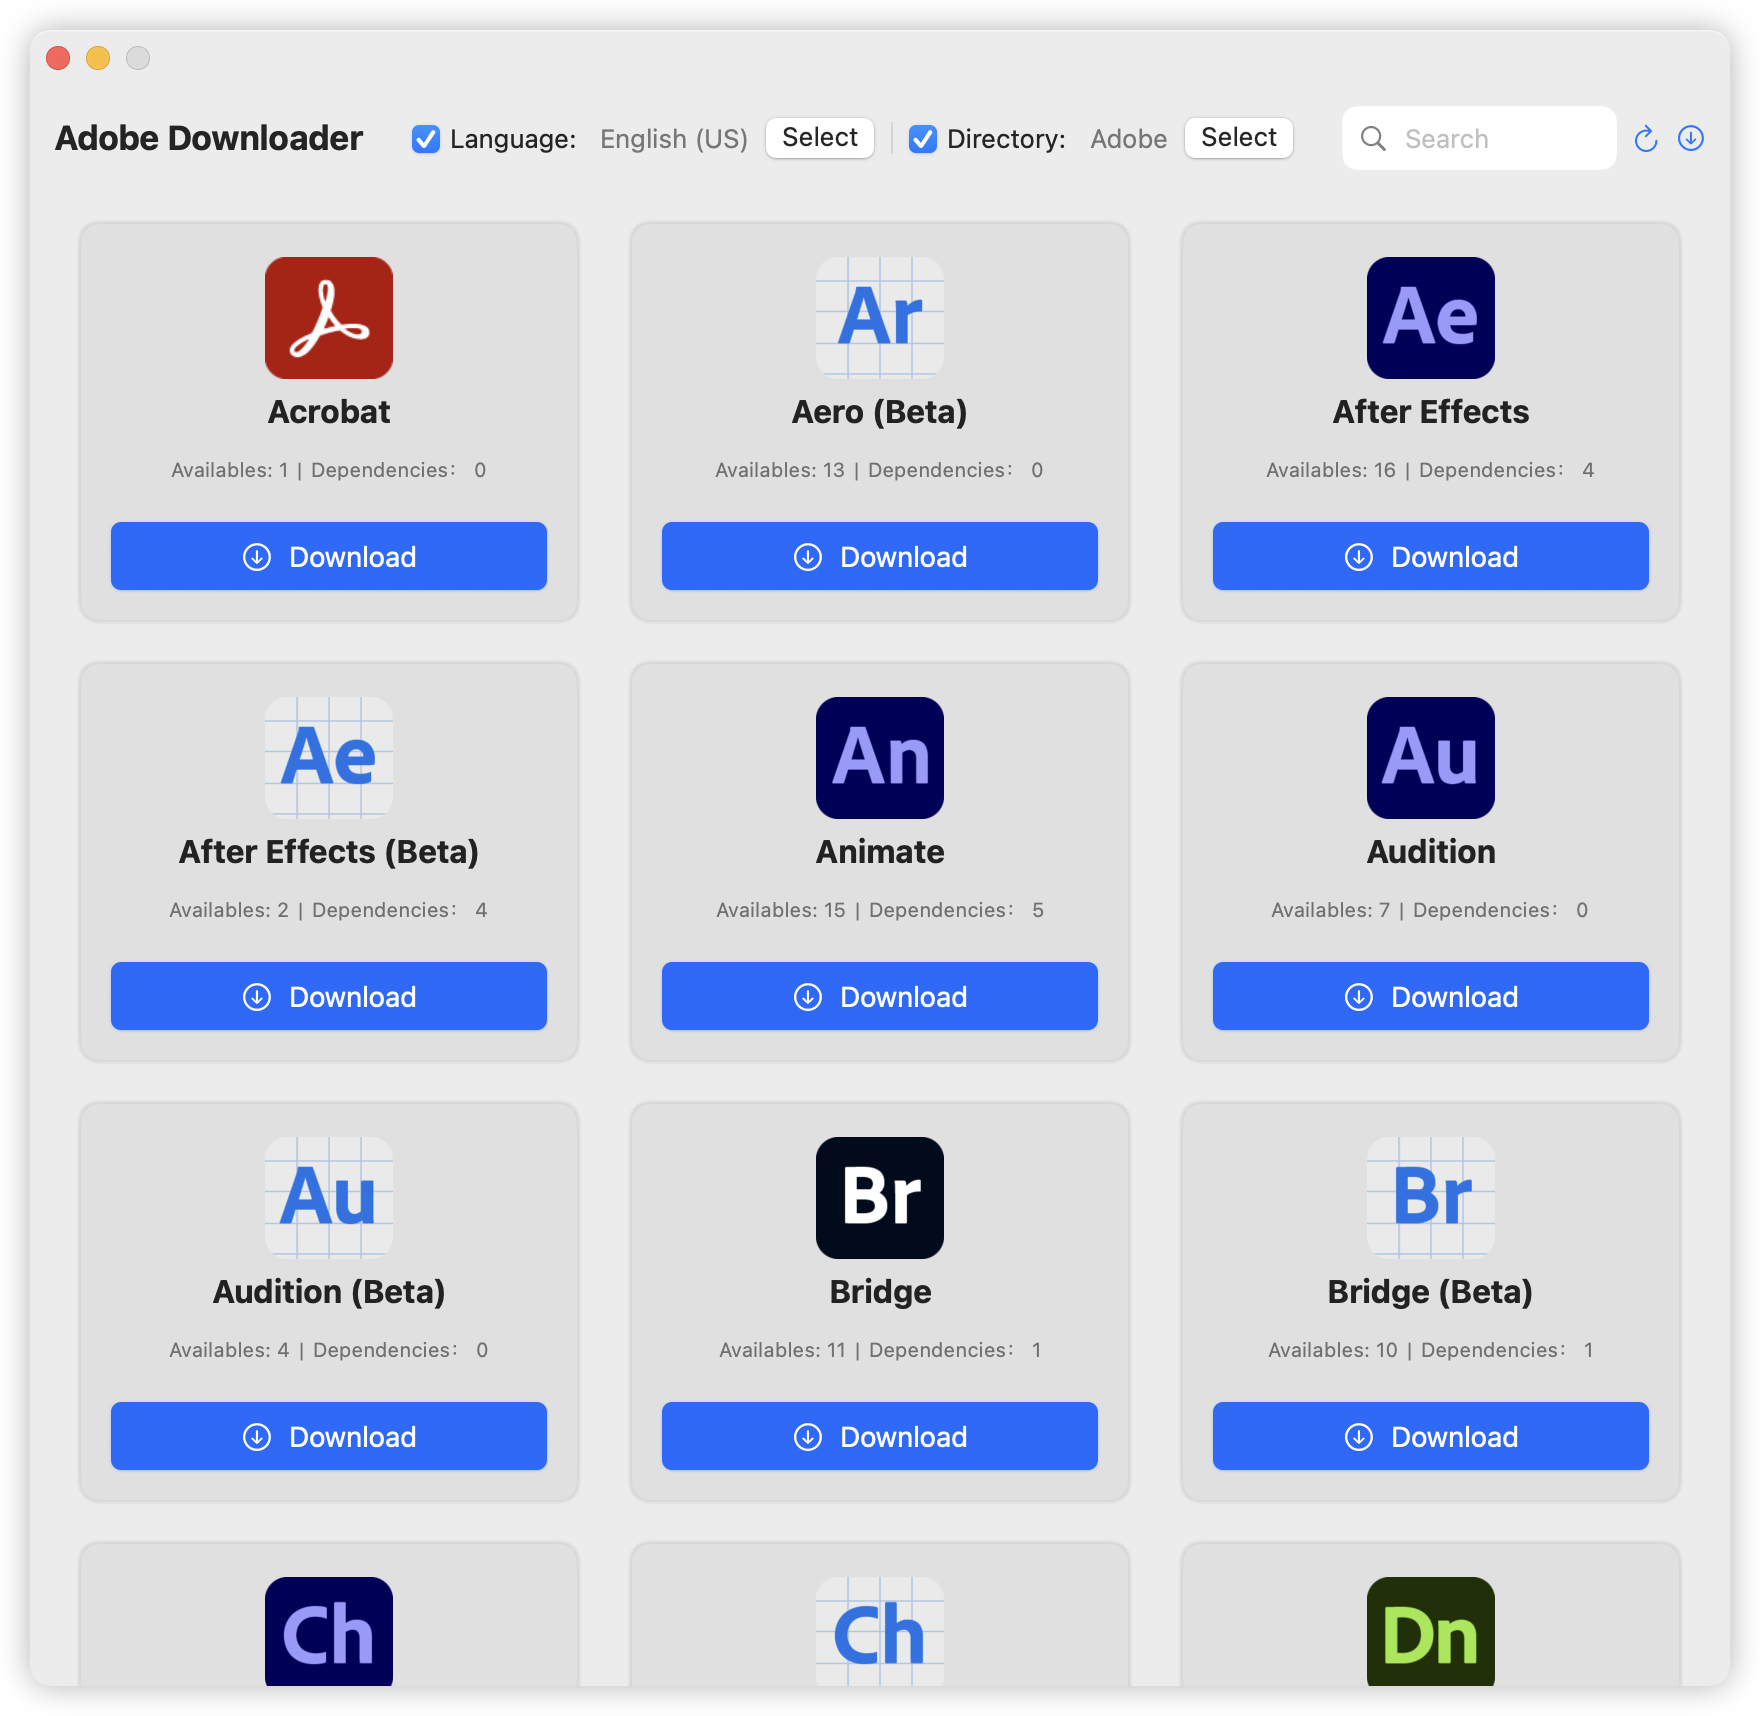 Adobe Downloader Language: English (US) Select Directory: Adobe Select Search
Ar Ae
Acrobat Aero (Beta) After Effects
Availables: 1 | Dependencies: 0 Availables: 13 | Dependencies: 0 Availables: 16 | Dependencies: 4
Download Download Download
Ae An Au
After Effects (Beta) Animate Audition
Availables: 2 | Dependencies: 4 Availables: 15 | Dependencies: 5 Availables: 7 | Dependencies: 0
Download Download Download
Au Br Br
Audition (Beta) Bridge Bridge (Beta)
Availables: 4 | Dependencies: 0 Availables: 11 | Dependencies: 1 Availables: 10 | Dependencies: 1
Download Download Download
Ch Ch Dn